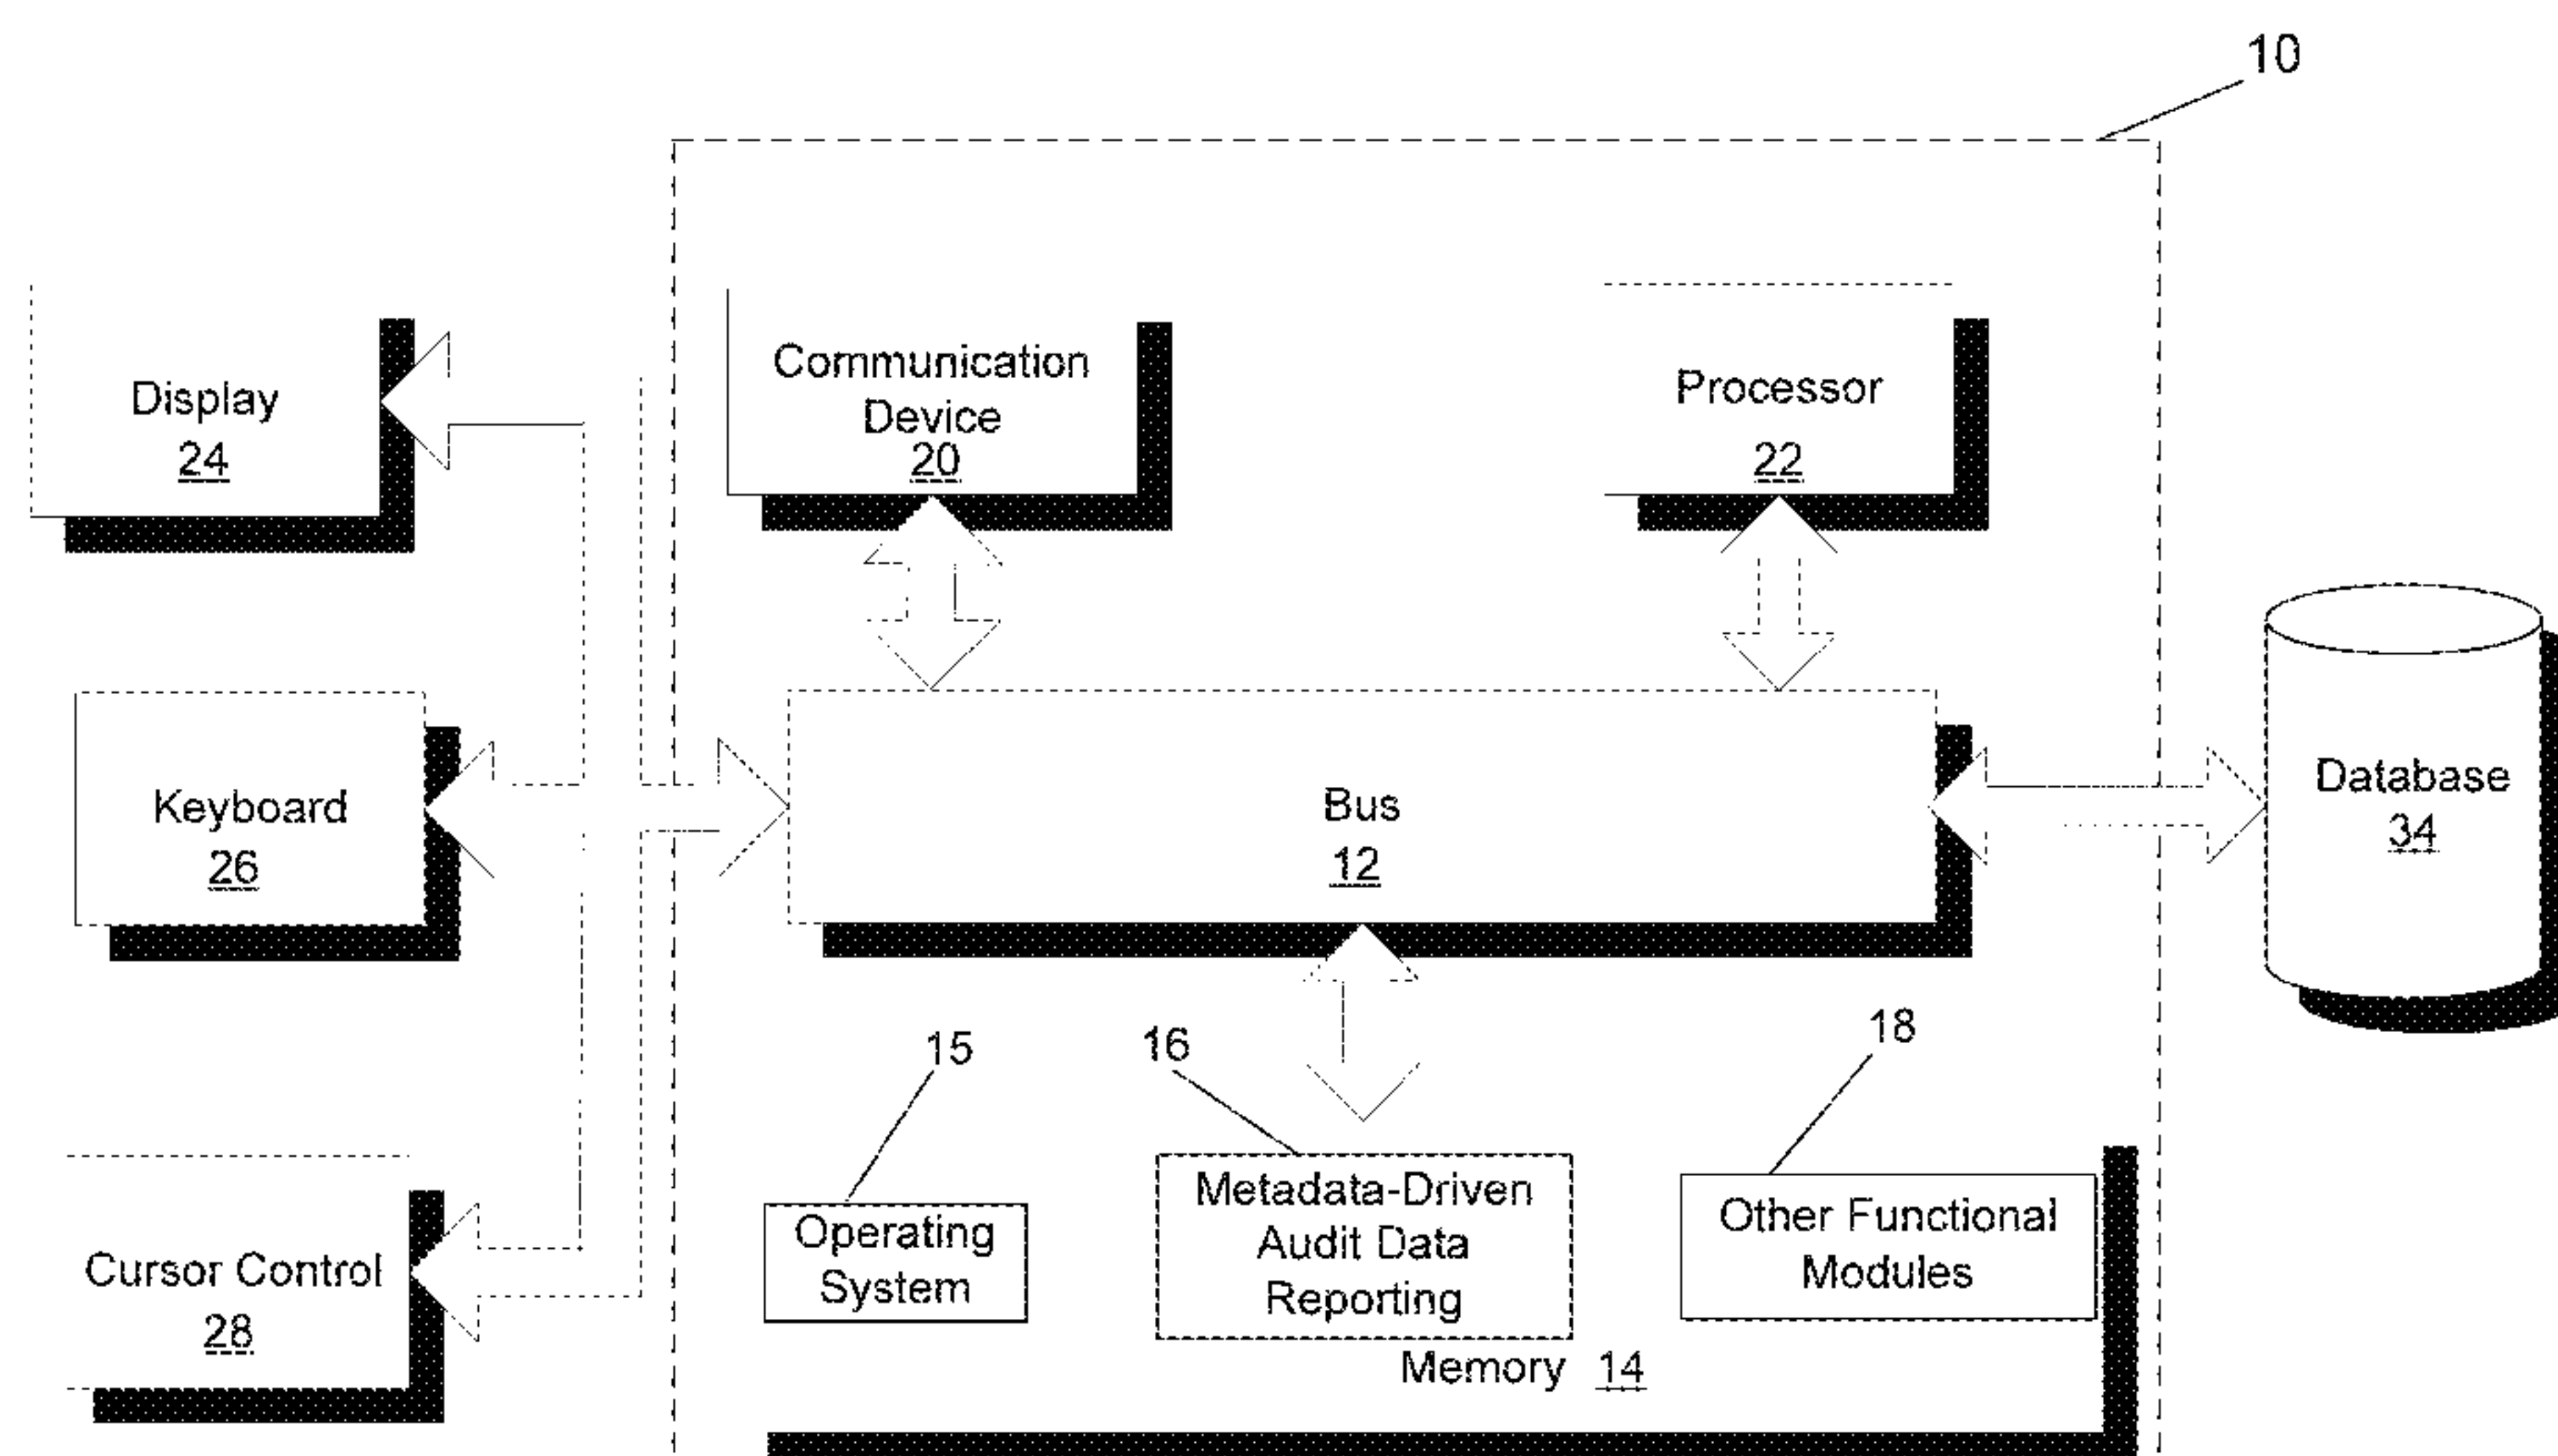 10
Display
24
Communication
Device
20
Processor
22
Keyboard
26
Bus
12
Database
34
15
16
18
Cursor Control
28
Operating
System
Metadata-Driven
Audit Data
Reporting
Other Functional
Modules
Memory 14